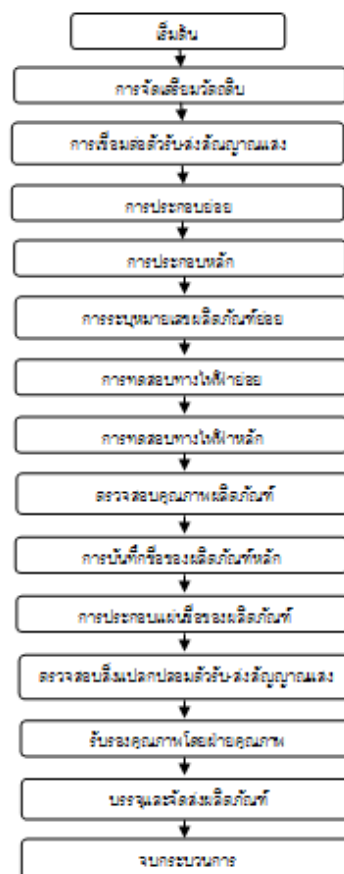 เริ่มต้น
การจัดเตรียมวัตถุดิบ
การเชื่อมต่อตัวรับ-ส่งสัญญาณแสง
การประกอบย่อย
การประกอบหลัก
การระบุหมายเลขผลิตภัณฑ์ย่อย
การทดสอบทางไฟฟ้าย่อย
การทดสอบทางไฟฟ้าหลัก
ตรวจสอบคุณภาพผลิตภัณฑ์
การบันทึกชื่อของผลิตภัณฑ์หลัก
การประกอบแผ่นชื่อของผลิตภัณฑ์
ตรวจสอบสิ่งแปลกปลอมตัวรับ-ส่งสัญญาณแสง
รับรองคุณภาพโดยฝ่ายคุณภาพ
บรรจุและจัดส่งผลิตภัณฑ์
จบกระบวนการ